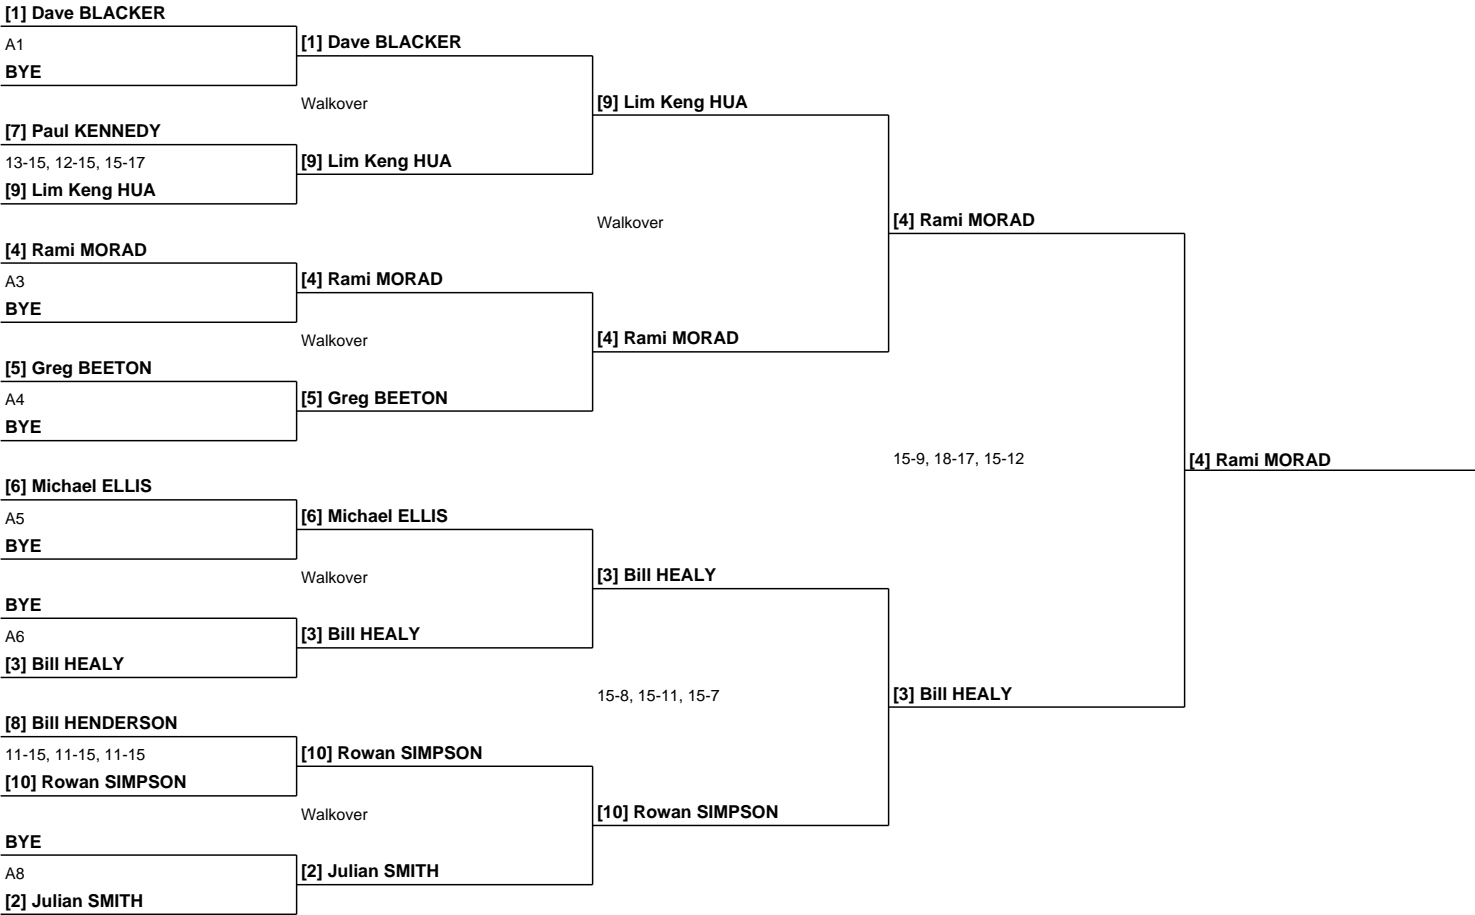 [1] Dave BLACKER
A1
BYE
[1] Dave BLACKER
Walkover
[7] Paul KENNEDY
13-15, 12-15, 15-17
[9] Lim Keng HUA
[9] Lim Keng HUA
[9] Lim Keng HUA
Walkover
[4] Rami MORAD
A3
BYE
[4] Rami MORAD
Walkover
[5] Greg BEETON
A4
BYE
[5] Greg BEETON
[4] Rami MORAD
[4] Rami MORAD
15-9, 18-17, 15-12
[4] Rami MORAD
[6] Michael ELLIS
A5
BYE
[6] Michael ELLIS
Walkover
BYE
A6
[3] Bill HEALY
[3] Bill HEALY
[3] Bill HEALY
15-8, 15-11, 15-7
[3] Bill HEALY
[8] Bill HENDERSON
11-15, 11-15, 11-15
[10] Rowan SIMPSON
[10] Rowan SIMPSON
Walkover
[10] Rowan SIMPSON
BYE
A8
[2] Julian SMITH
[2] Julian SMITH